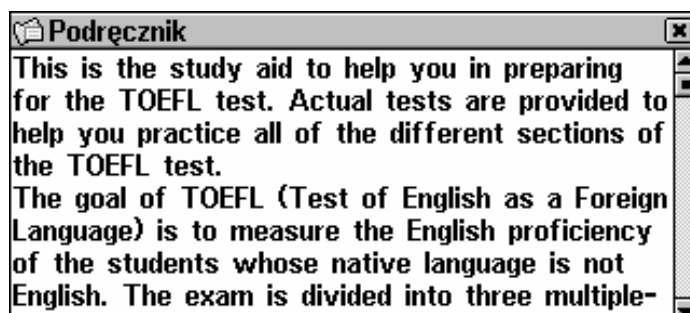 Podręcznik
This is the study aid to help you in preparing
for the TOEFL test. Actual tests are provided to
help you practice all of the different sections of
the TOEFL test.
The goal of TOEFL (Test of English as a Foreign
Language) is to measure the English proficiency
of the students whose native language is not
English. The exam is divided into three multiple-